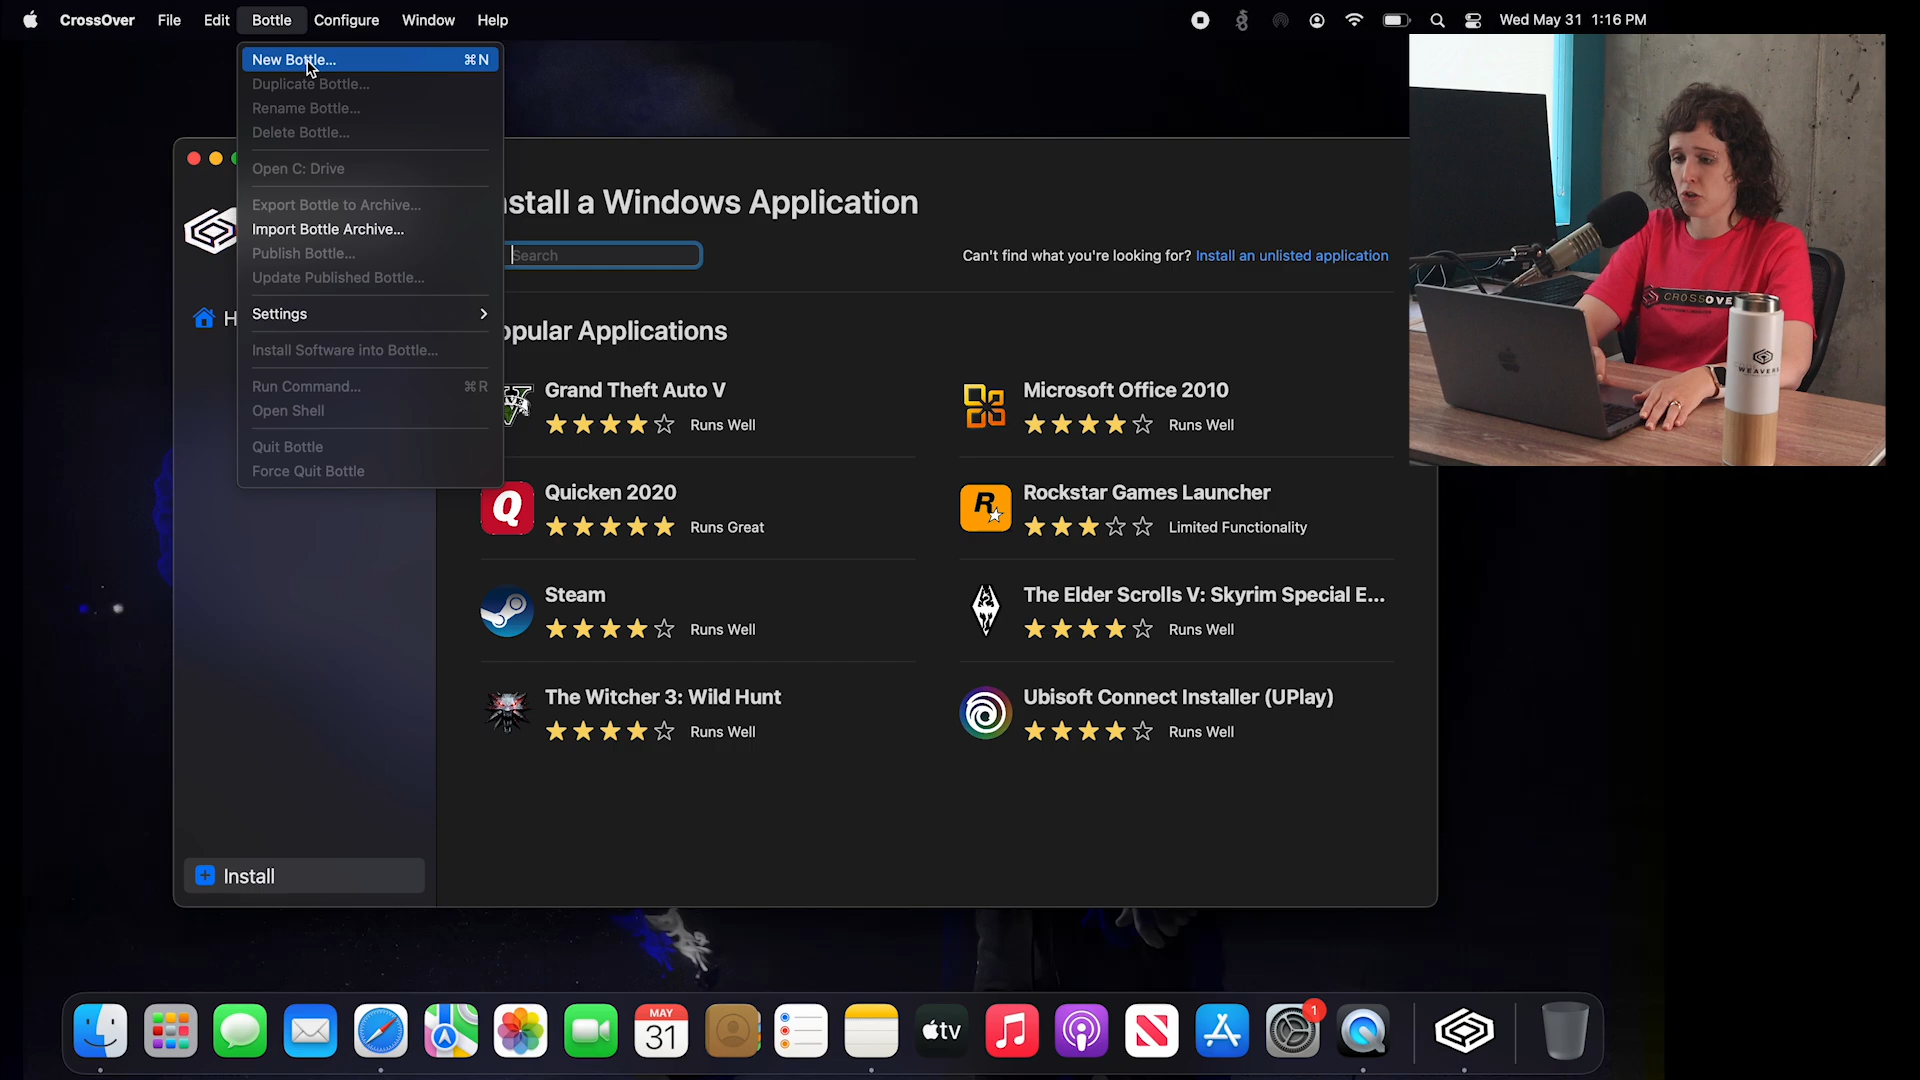 CrossOver File Edit Bottle Configure Window Help
Wed May 31 1:16 PM
New Bottle... ⌘N
Duplicate Bottle...
Rename Bottle...
Delete Bottle...
Open C: Drive
Export Bottle to Archive...
Import Bottle Archive...
Publish Bottle...
Update Published Bottle...
Settings
Install Software into Bottle...
Run Command... ⌘R
Open Shell
Quit Bottle
Force Quit Bottle
H
Install
stall a Windows Application
Search
Can't find what you're looking for? Install an unlisted application
opular Applications
Grand Theft Auto V
Runs Well
Microsoft Office 2010
Runs Well
Quicken 2020
Runs Great
Rockstar Games Launcher
Limited Functionality
Steam
Runs Well
The Elder Scrolls V: Skyrim Special E...
Runs Well
The Witcher 3: Wild Hunt
Runs Well
Ubisoft Connect Installer (UPlay)
Runs Well
CROSSOVE
WEAVERS
MAY
31
tv
1